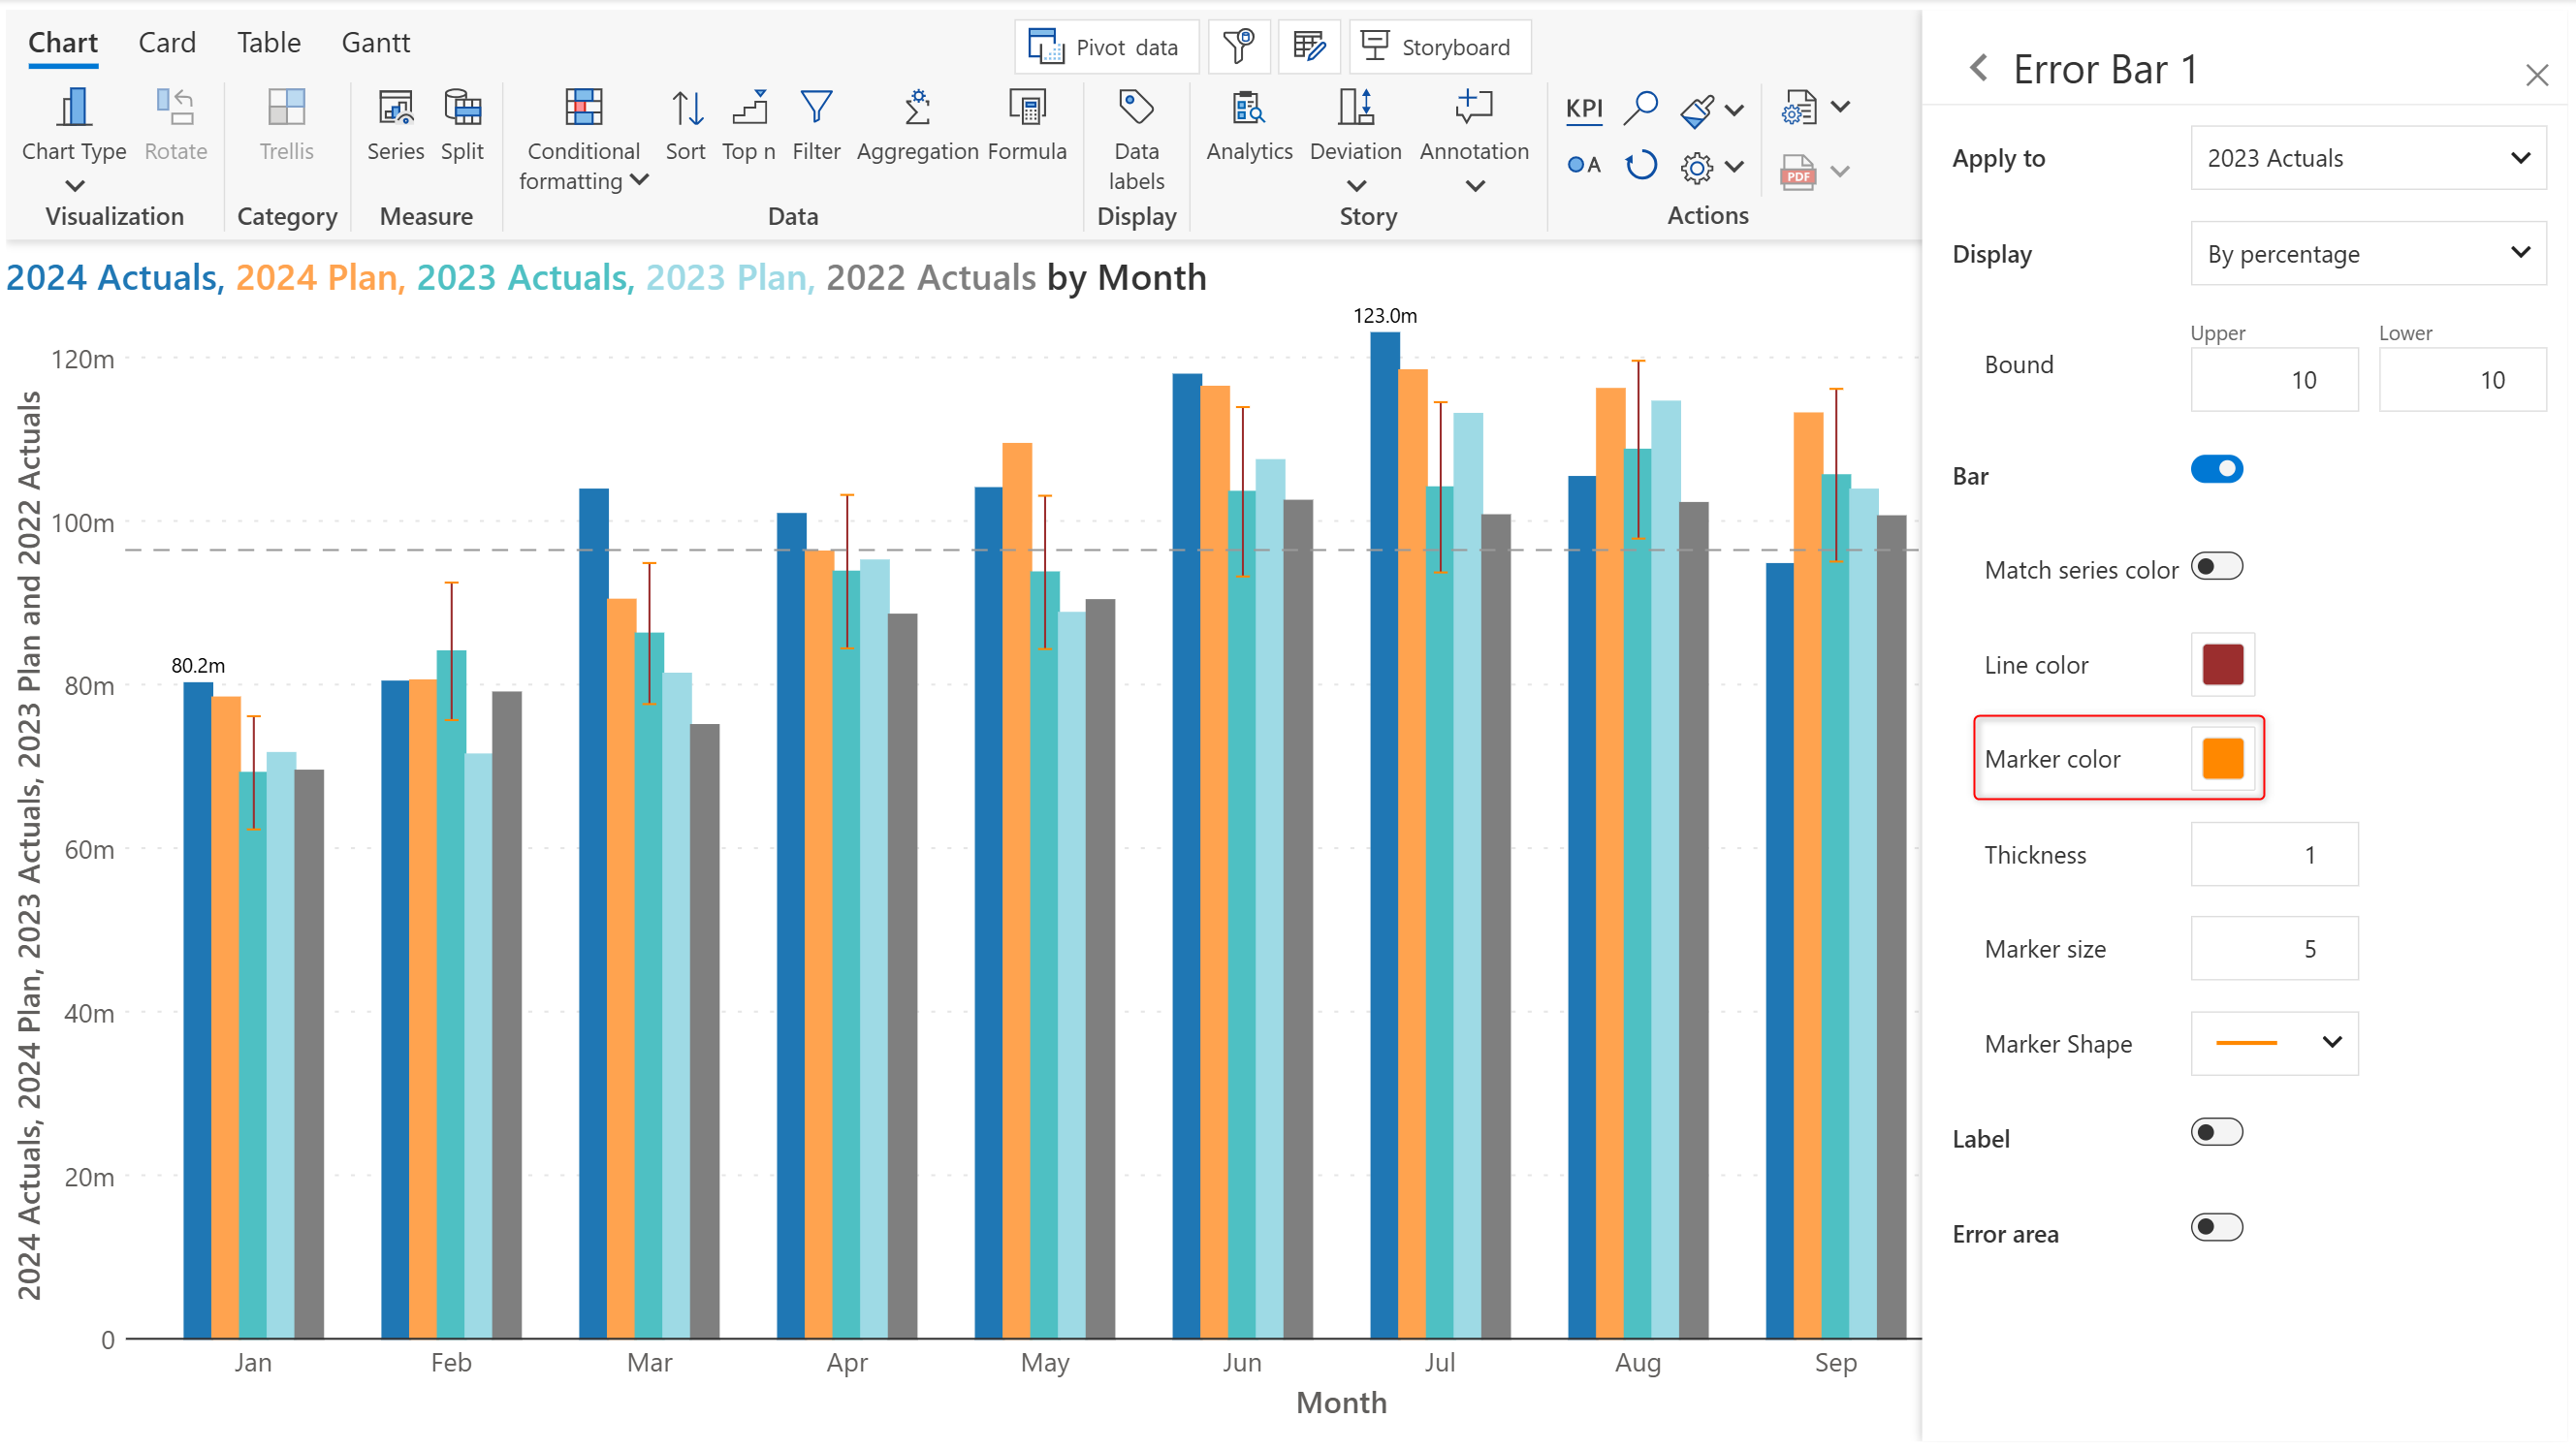 Chart Card Table Gantt
Pivot data
Storyboard
Chart Type
Rotate
Trellis
Series
Split
Conditional
formatting
Sort
Top n
Filter
Aggregation
Formula
Data
labels
Analytics
Deviation
Annotation
KPI
A
PDF
Visualization
Category
Measure
Data
Display
Story
Actions
2024 Actuals, 2024 Plan, 2023 Actuals, 2023 Plan, 2022 Actuals by Month
2024 Actuals, 2024 Plan, 2023 Actuals, 2023 Plan and 2022 Actuals
120m
100m
80m
60m
40m
20m
0
80.2m
123.0m
Jan
Feb
Mar
Apr
May
Jun
Jul
Aug
Sep
Month
Error Bar 1
Apply to
2023 Actuals
Display
By percentage
Upper
Lower
Bound
10
10
Bar
Match series color
Line color
Marker color
Thickness
1
Marker size
5
Marker Shape
Label
Error area